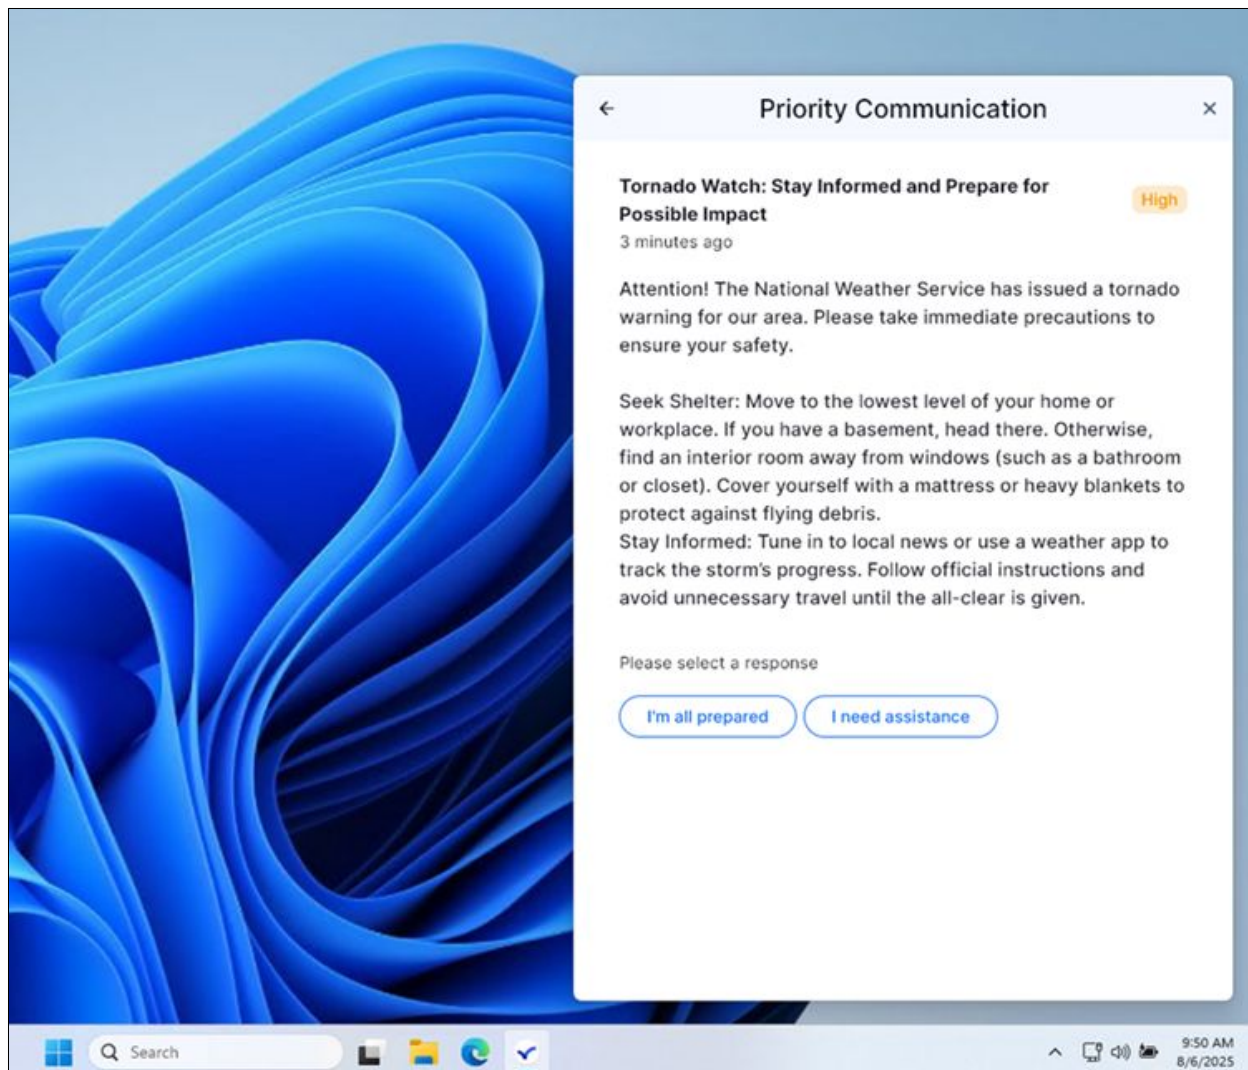 Priority Communication
Tornado Watch: Stay Informed and Prepare for
Possible Impact
High
3 minutes ago
Attention! The National Weather Service has issued a tornado
warning for our area. Please take immediate precautions to
ensure your safety.
Seek Shelter: Move to the lowest level of your home or
workplace. If you have a basement, head there. Otherwise,
find an interior room away from windows (such as a bathroom
or closet). Cover yourself with a mattress or heavy blankets to
protect against flying debris.
Stay Informed: Tune in to local news or use a weather app to
track the storm's progress. Follow official instructions and
avoid unnecessary travel until the all-clear is given.
Please select a response
I'm all prepared
I need assistance
Search
9:50 AM
8/6/2025